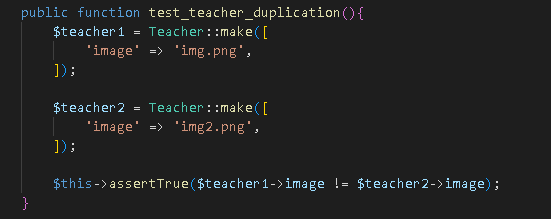 public function test_teacher_duplication(){
    $teacher1 = Teacher::make([
        'image' => 'img.png',
    ]);

    $teacher2 = Teacher::make([
        'image' => 'img2.png',
    ]);

    $this->assertTrue($teacher1->image != $teacher2->image);
}